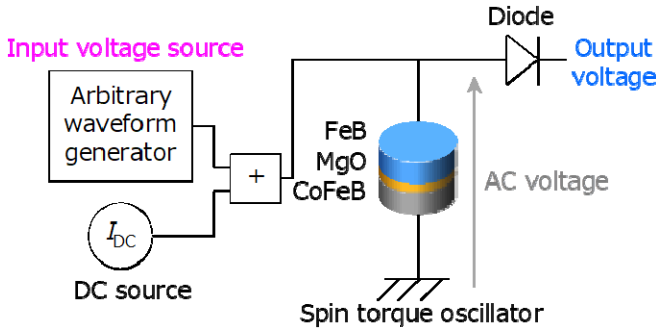 Diode
Input voltage source
Output
voltage
Arbitrary
waveform
generator
FeB
MgO
CoFeB
+
AC voltage
I_DC
DC source
Spin torque oscillator